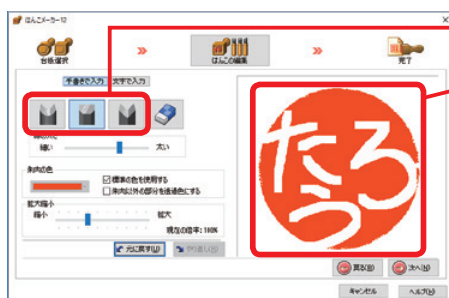 はんこメーカー12
台板選択
はんこの編集
完了
手書きで入力 文字で入力
細い 太い
朱肉の色
標準の色を使用する
朱肉以外の部分を透過色にする
拡大縮小
縮小 拡大
現在の倍率:100%
元に戻す(U) やり直し(R)
たろう
戻る(B) 次へ(N)
キャンセル ヘルプ(H)